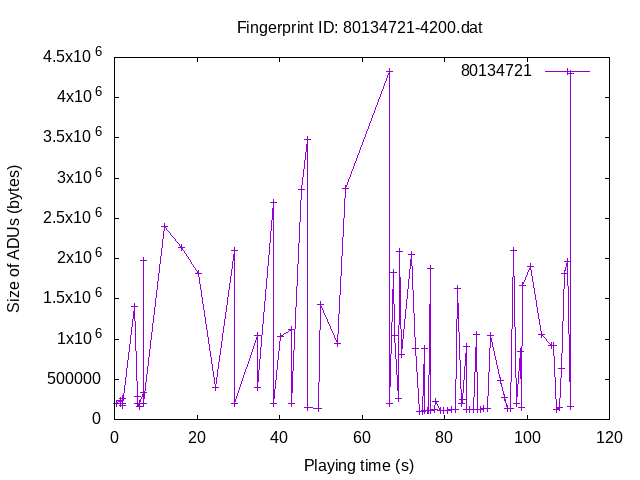 Fingerprint ID: 80134721-4200.dat
80134721
4.5x10^6
4x10^6
3.5x10^6
3x10^6
2.5x10^6
2x10^6
1.5x10^6
1x10^6
500000
0
Size of ADUs (bytes)
0 20 40 60 80 100 120
Playing time (s)